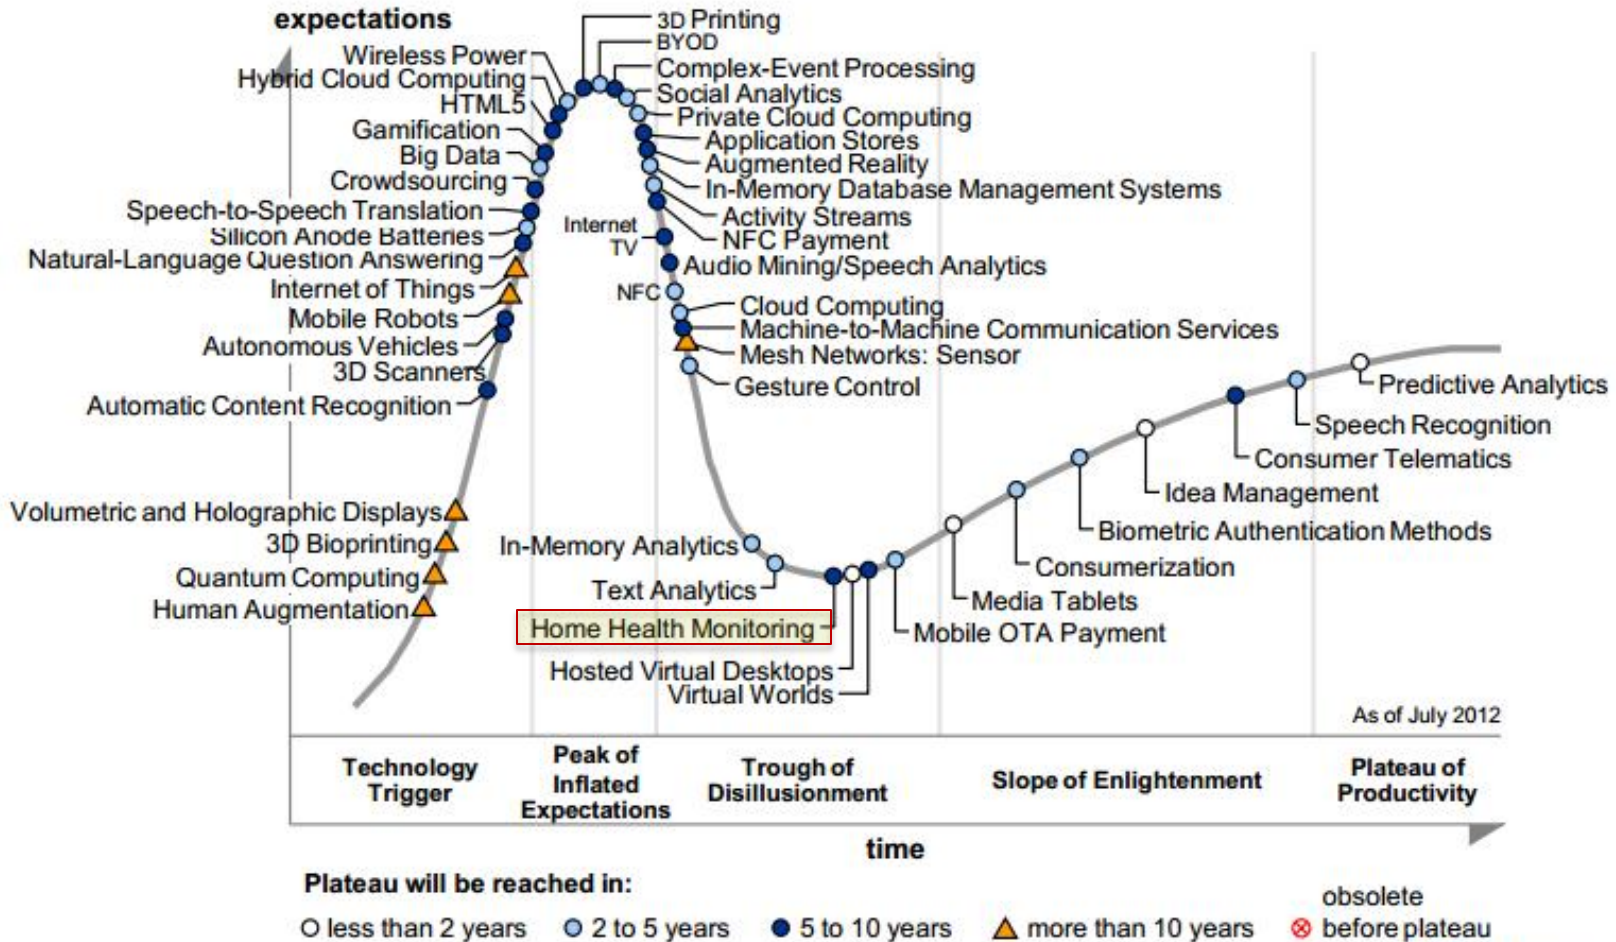 expectations
3D Printing
BYOD
Wireless Power
Complex-Event Processing
Hybrid Cloud Computing
Social Analytics
HTML5
Private Cloud Computing
Gamification
Application Stores
Big Data
Augmented Reality
Crowdsourcing
In-Memory Database Management Systems
Speech-to-Speech Translation
Activity Streams
Internet
TV
Silicon Anode Batteries
NFC Payment
Natural-Language Question Answering
Audio Mining/Speech Analytics
Internet of Things
NFC
Cloud Computing
Mobile Robots
Machine-to-Machine Communication Services
Autonomous Vehicles
Mesh Networks: Sensor
3D Scanners
Gesture Control
Predictive Analytics
Automatic Content Recognition
Speech Recognition
Consumer Telematics
Idea Management
Volumetric and Holographic Displays
Biometric Authentication Methods
3D Bioprinting
In-Memory Analytics
Consumerization
Quantum Computing
Text Analytics
Media Tablets
Human Augmentation
Home Health Monitoring
Mobile OTA Payment
Hosted Virtual Desktops
Virtual Worlds
As of July 2012
Technology
Trigger
Peak of
Inflated
Expectations
Trough of
Disillusionment
Slope of Enlightenment
Plateau of
Productivity
time
Plateau will be reached in:
less than 2 years
2 to 5 years
5 to 10 years
more than 10 years
obsolete
before plateau